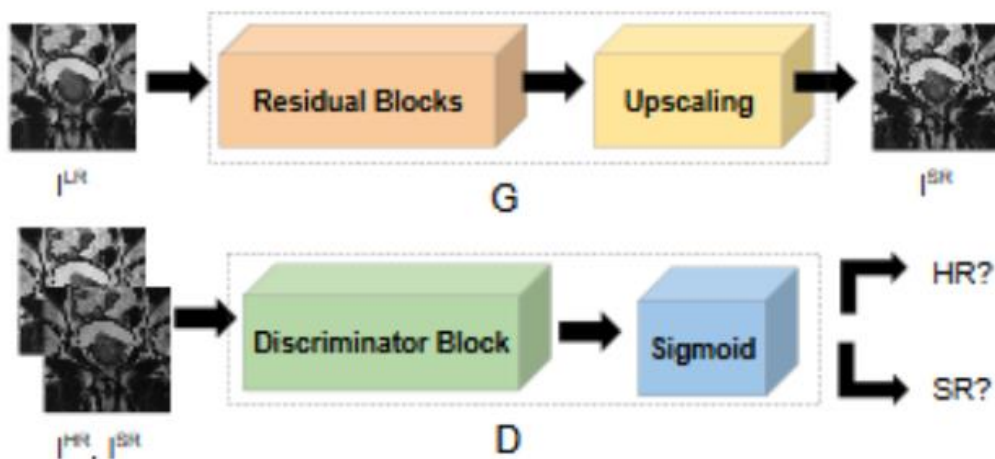 Residual Blocks
Upscaling
I^LR
G
I^SR
Discriminator Block
Sigmoid
HR?
SR?
I^HR, I^SR
D